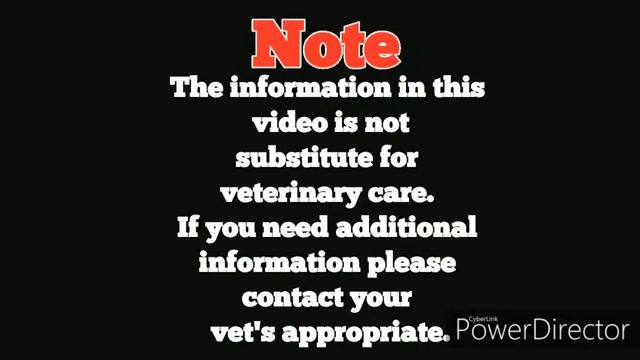 Note
The information in this
video is not
substitute for
veterinary care.
If you need additional
information please
contact your
vet's appropriate.
CyberLink
PowerDirector